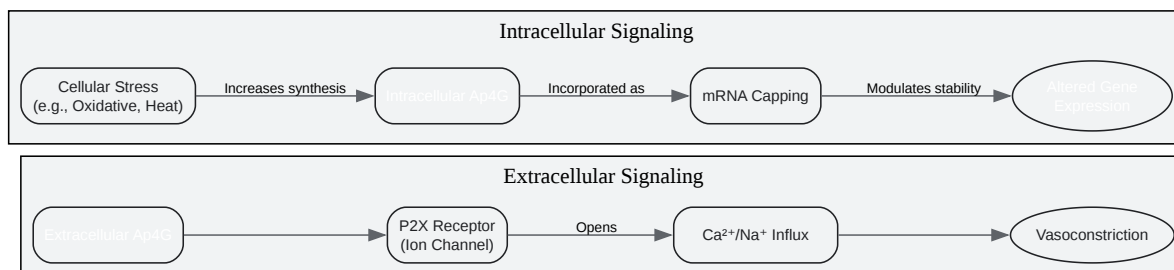 Intracellular Signaling
Cellular Stress
(e.g., Oxidative, Heat)
Increases synthesis
Intracellular Ap4G
Incorporated as
mRNA Capping
Modulates stability
Altered Gene
Expression
Extracellular Signaling
Extracellular Ap4G
P2X Receptor
(Ion Channel)
Opens
Ca²⁺/Na⁺ Influx
Vasoconstriction